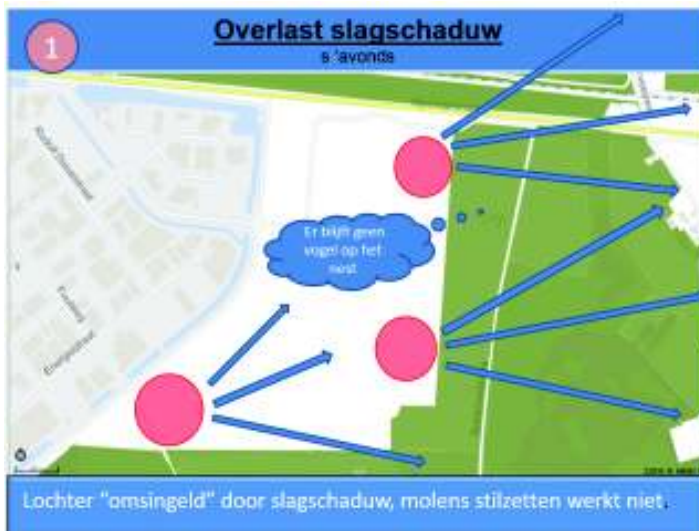 1
Overlast slagschaduw
s 'avonds
Er blijft geen
vogel op het
nest
Lochter "omsingeld" door slagschaduw, molens stilzetten werkt niet.